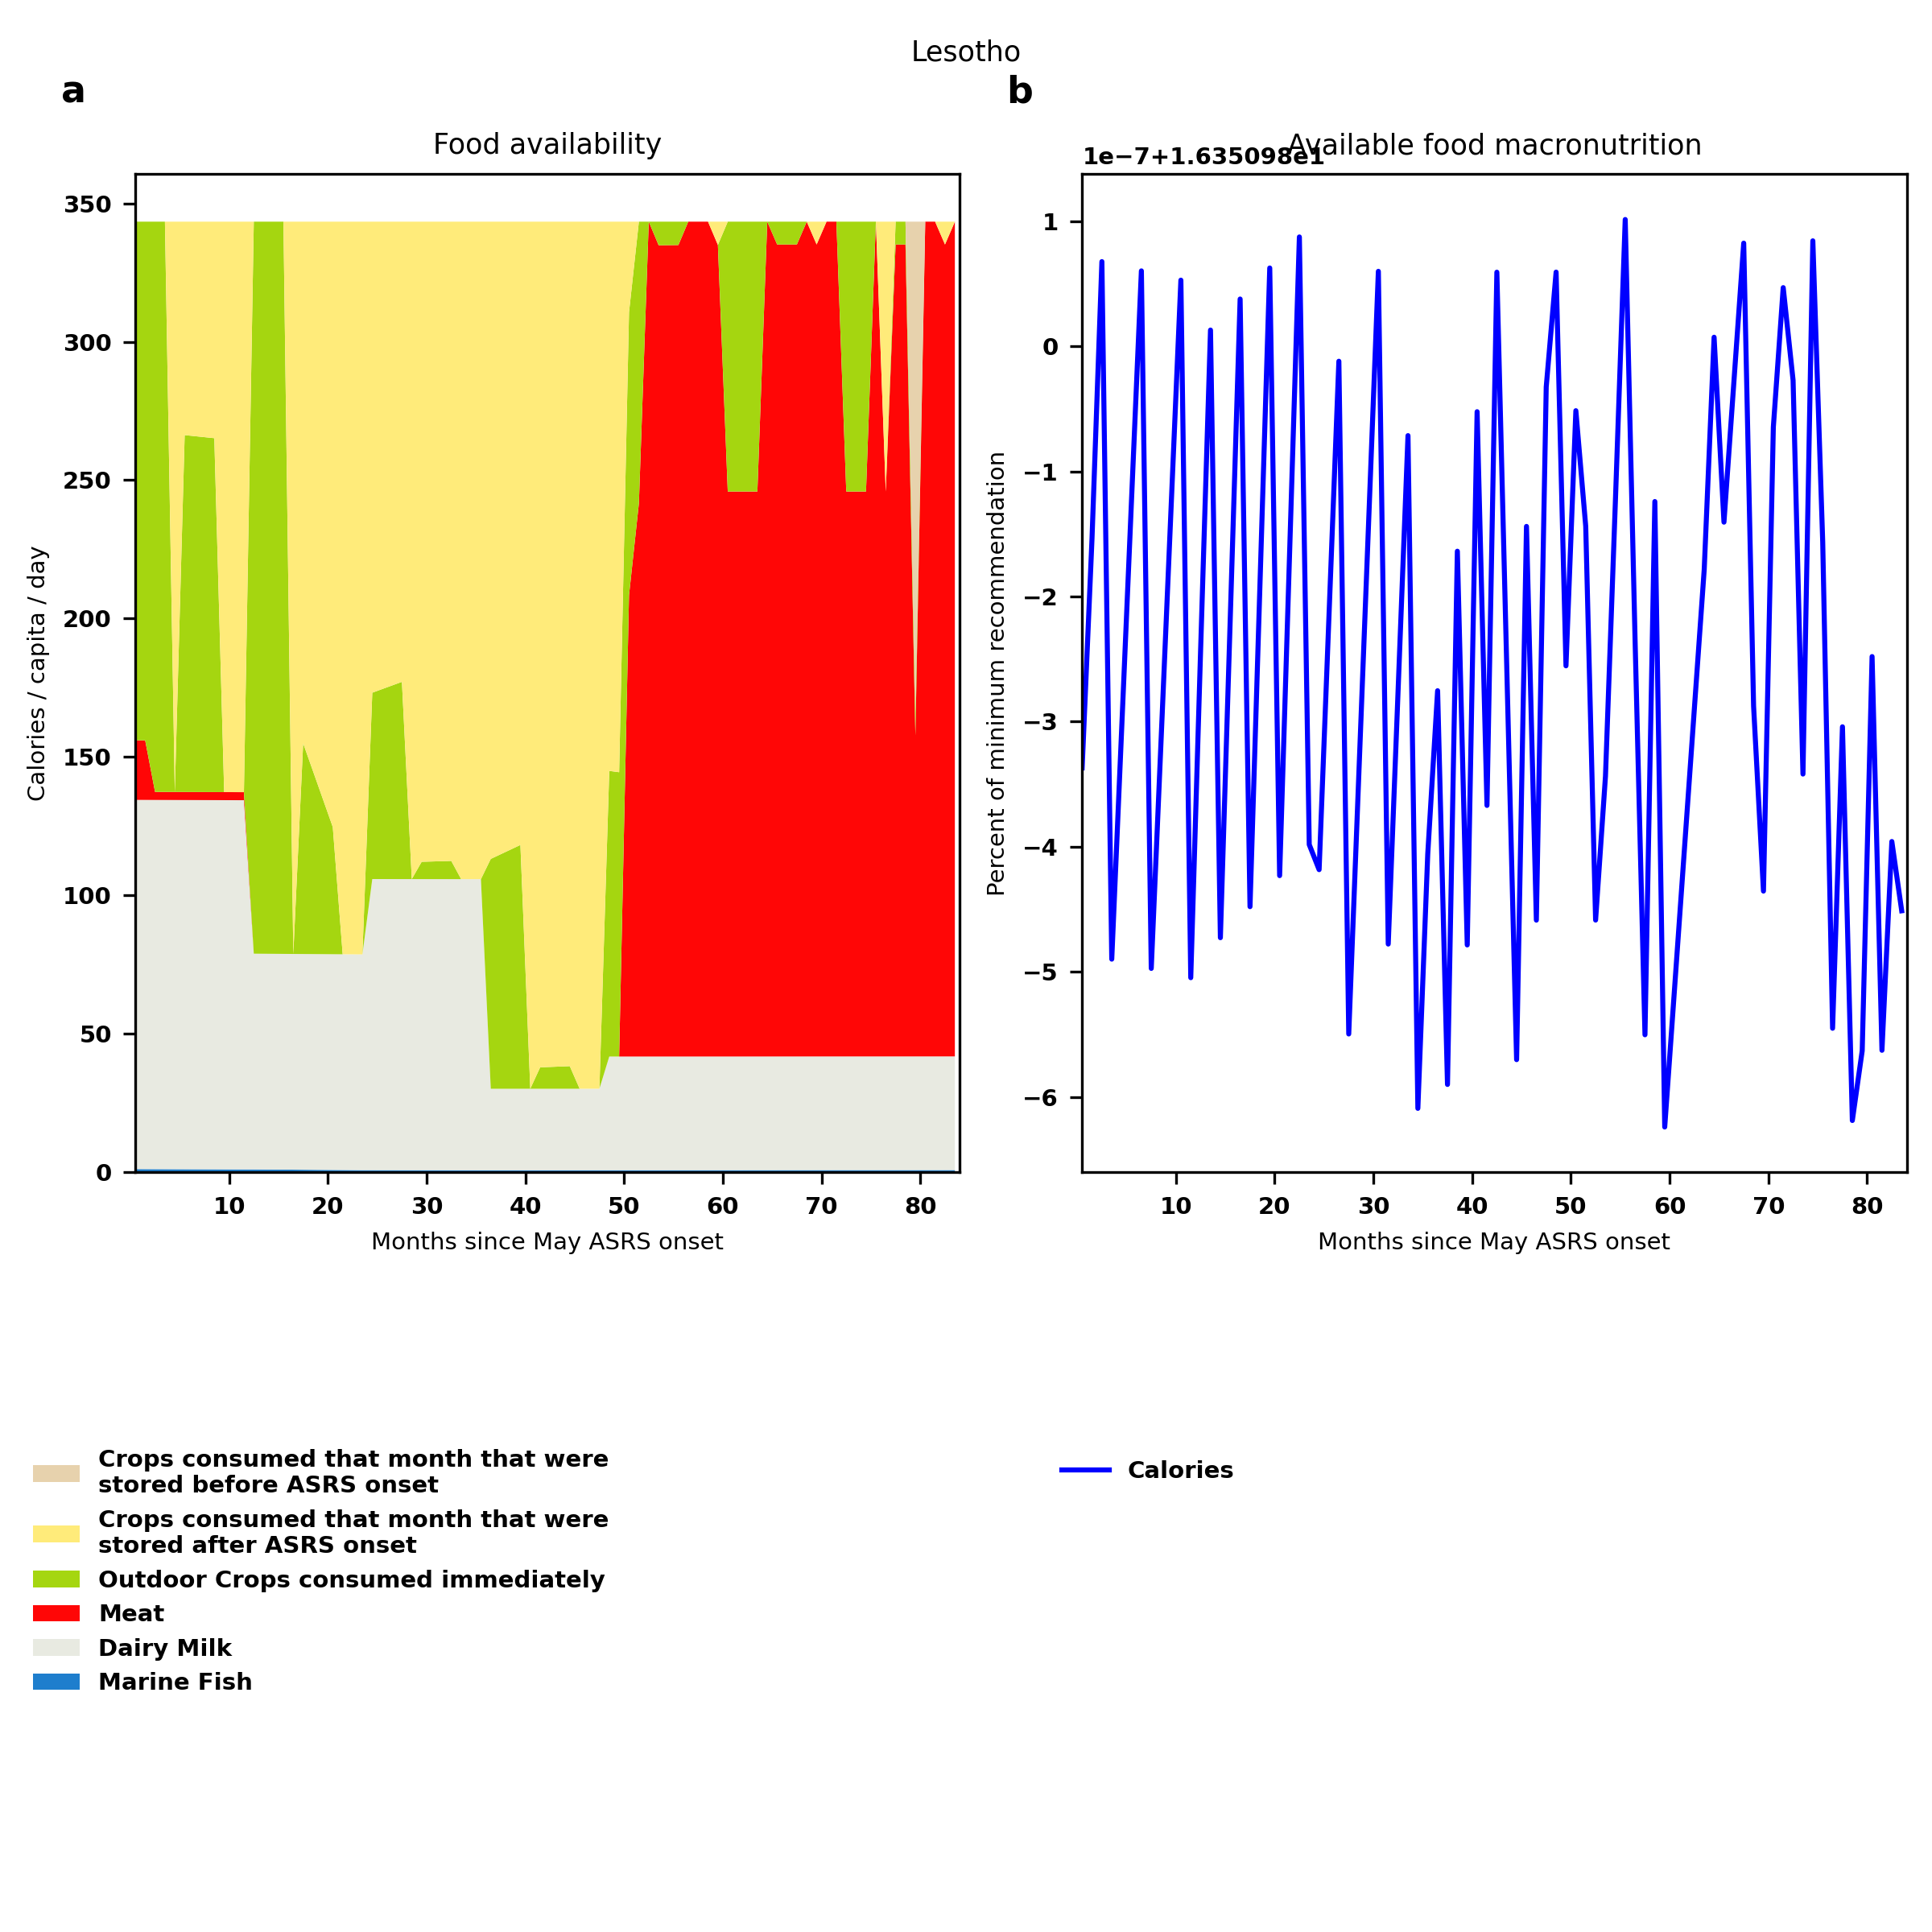 Lesotho
a
Food availability
350
300
250
200
150
100
50
0
Calories / capita / day
10 20 30 40 50 60 70 80
Months since May ASRS onset
b
Available food macronutrition
1e−7+1.635098e1
1
0
−1
−2
−3
−4
−5
−6
Percent of minimum recommendation
10 20 30 40 50 60 70 80
Months since May ASRS onset
Crops consumed that month that were
stored before ASRS onset
Crops consumed that month that were
stored after ASRS onset
Outdoor Crops consumed immediately
Meat
Dairy Milk
Marine Fish
Calories